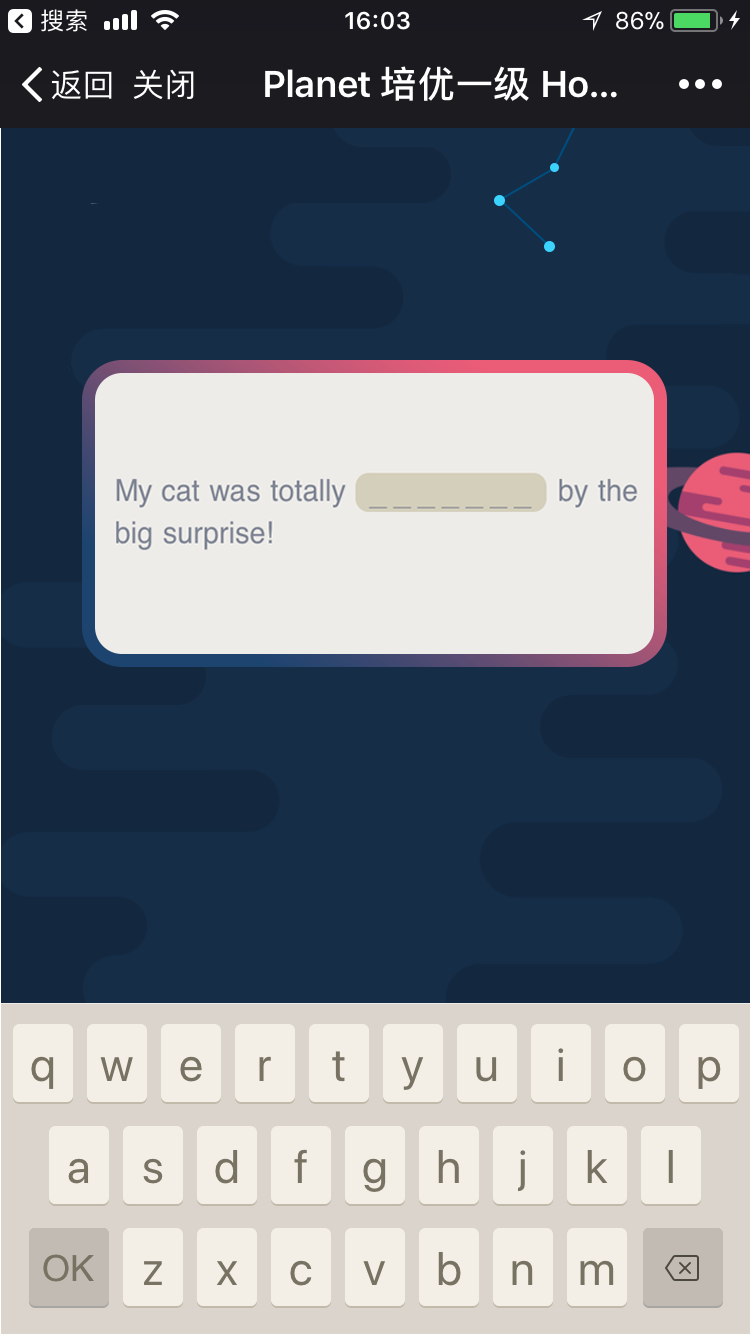 搜索 16:03 86%
返回 关闭 Planet 培优一级 Ho...
My cat was totally _ _ _ _ _ _ _ by the
big surprise!
q w e r t y u i o p
a s d f g h j k l
OK z x c v b n m